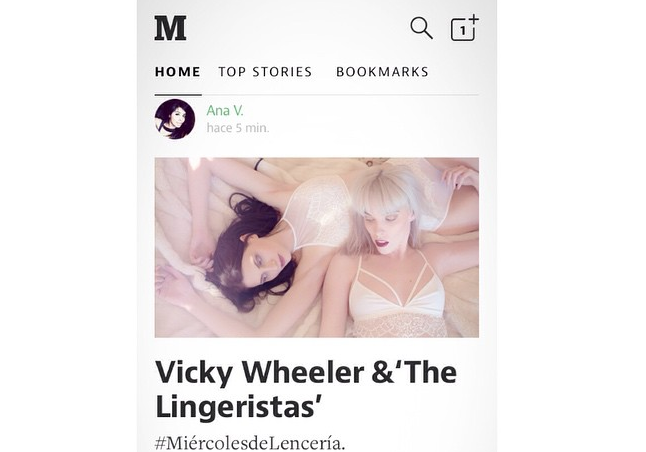 M
1
HOME TOP STORIES BOOKMARKS
Ana V.
hace 5 min.
Vicky Wheeler &‘The
Lingeristas’
#MiércolesdeLencería.